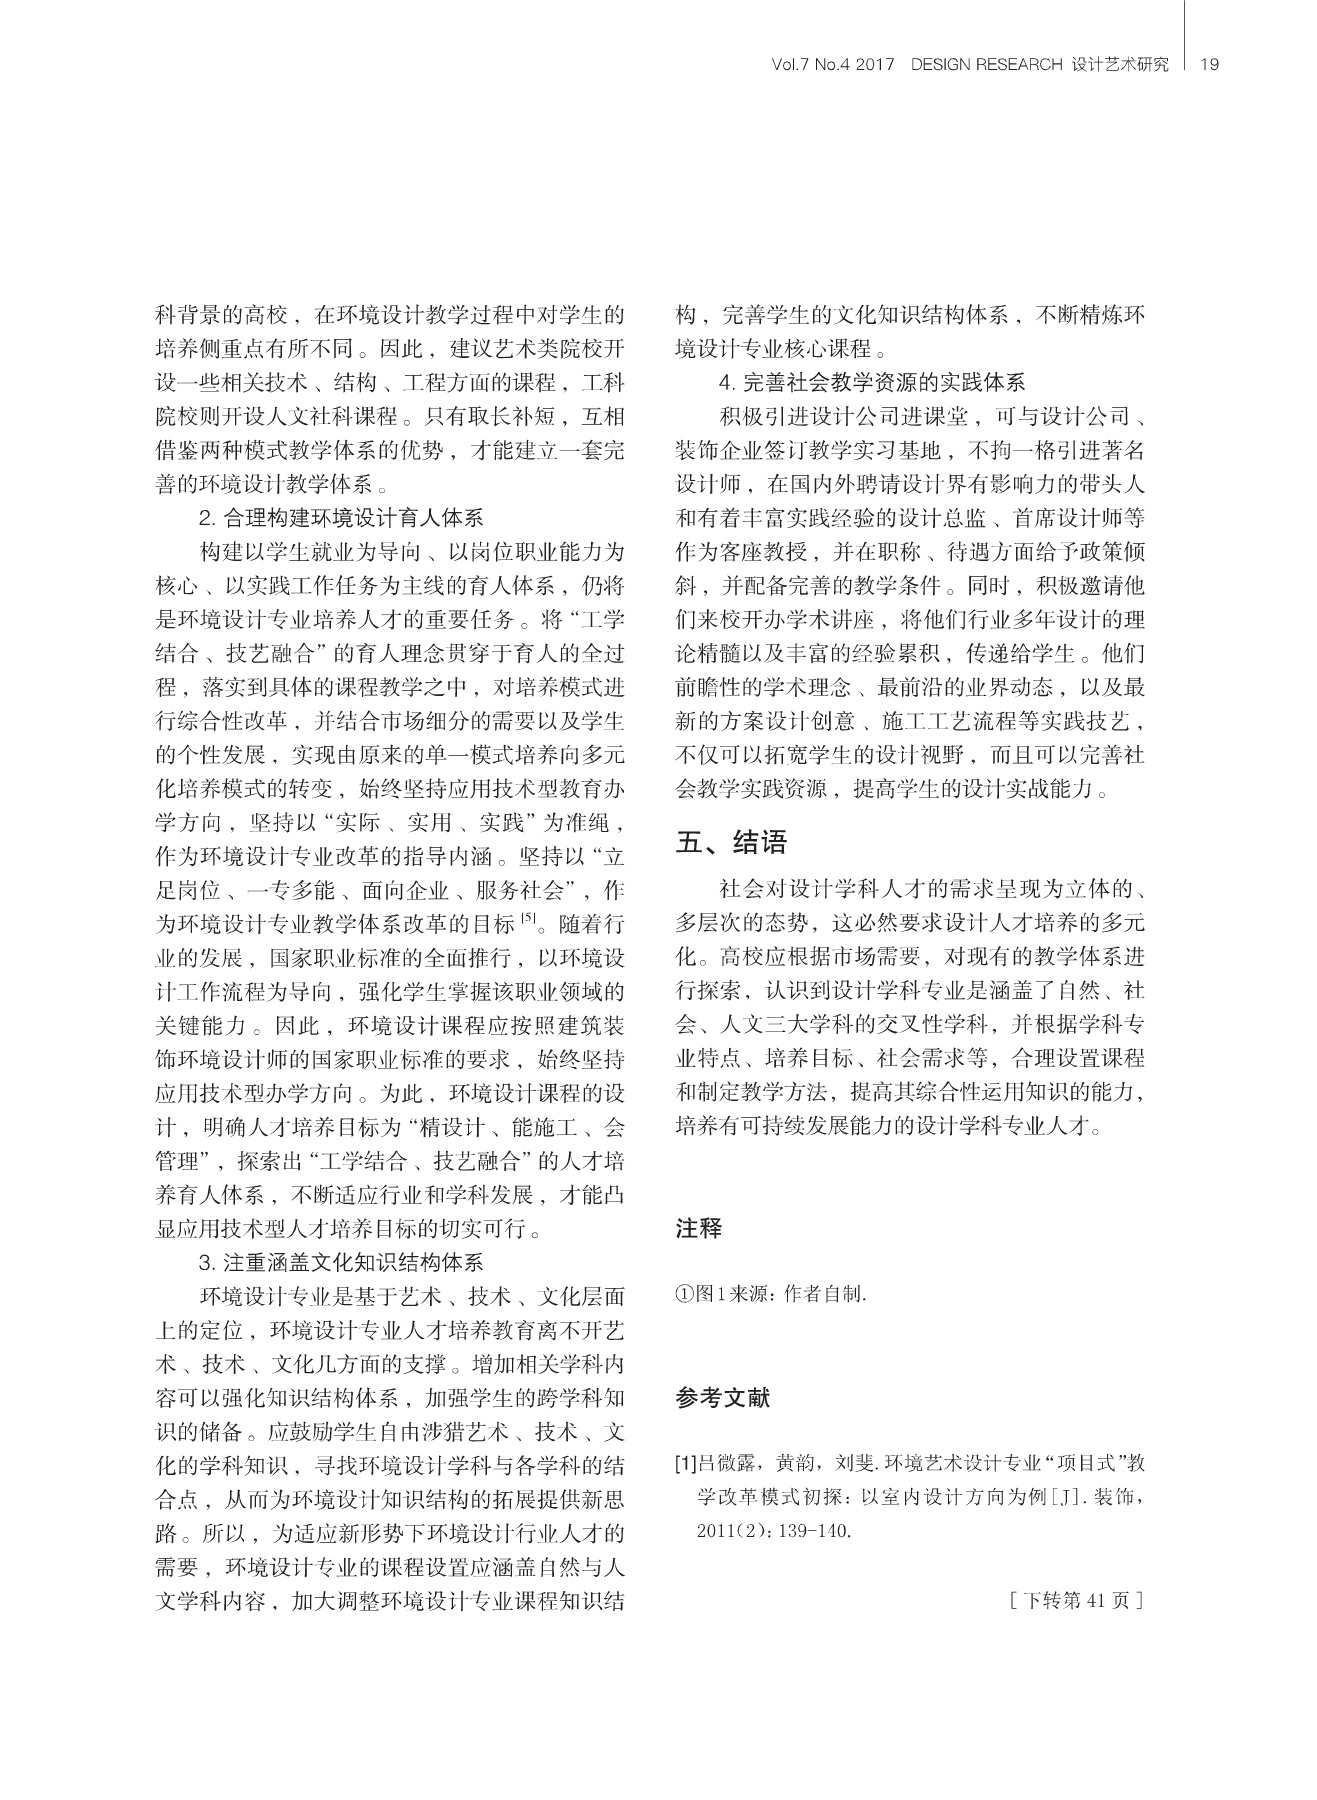 Vol.7 No.4 2017 DESIGN RESEARCH 设计艺术研究 19
科背景的高校，在环境设计教学过程中对学生的
培养侧重点有所不同。因此，建议艺术类院校开
设一些相关技术、结构、工程方面的课程，工科
院校则开设人文社科课程。只有取长补短，互相
借鉴两种模式教学体系的优势，才能建立一套完
善的环境设计教学体系。
2. 合理构建环境设计育人体系
构建以学生就业为导向、以岗位职业能力为
核心、以实践工作任务为主线的育人体系，仍将
是环境设计专业培养人才的重要任务。将“工学
结合、技艺融合”的育人理念贯穿于育人的全过
程，落实到具体的课程教学之中，对培养模式进
行综合性改革，并结合市场细分的需要以及学生
的个性发展，实现由原来的单一模式培养向多元
化培养模式的转变，始终坚持应用技术型教育办
学方向，坚持以“实际、实用、实践”为准绳，
作为环境设计专业改革的指导内涵。坚持以“立
足岗位、一专多能、面向企业、服务社会”，作
为环境设计专业教学体系改革的目标[5]。随着行
业的发展，国家职业标准的全面推行，以环境设
计工作流程为导向，强化学生掌握该职业领域的
关键能力。因此，环境设计课程应按照建筑装
饰环境设计师的国家职业标准的要求，始终坚持
应用技术型办学方向。为此，环境设计课程的设
计，明确人才培养目标为“精设计、能施工、会
管理”，探索出“工学结合、技艺融合”的人才培
养育人体系，不断适应行业和学科发展，才能凸
显应用技术型人才培养目标的切实可行。
3. 注重涵盖文化知识结构体系
环境设计专业是基于艺术、技术、文化层面
上的定位，环境设计专业人才培养教育离不开艺
术、技术、文化几方面的支撑。增加相关学科内
容可以强化知识结构体系，加强学生的跨学科知
识的储备。应鼓励学生自由涉猎艺术、技术、文
化的学科知识，寻找环境设计学科与各学科的结
合点，从而为环境设计知识结构的拓展提供新思
路。所以，为适应新形势下环境设计行业人才的
需要，环境设计专业的课程设置应涵盖自然与人
文学科内容，加大调整环境设计专业课程知识结
构，完善学生的文化知识结构体系，不断精炼环
境设计专业核心课程。
4. 完善社会教学资源的实践体系
积极引进设计公司进课堂，可与设计公司、
装饰企业签订教学实习基地，不拘一格引进著名
设计师，在国内外聘请设计界有影响力的带头人
和有着丰富实践经验的设计总监、首席设计师等
作为客座教授，并在职称、待遇方面给予政策倾
斜，并配备完善的教学条件。同时，积极邀请他
们来校开办学术讲座，将他们行业多年设计的理
论精髓以及丰富的经验累积，传递给学生。他们
前瞻性的学术理念、最前沿的业界动态，以及最
新的方案设计创意、施工工艺流程等实践技艺，
不仅可以拓宽学生的设计视野，而且可以完善社
会教学实践资源，提高学生的设计实战能力。
五、结语
社会对设计学科人才的需求呈现为立体的、
多层次的态势，这必然要求设计人才培养的多元
化。高校应根据市场需要，对现有的教学体系进
行探索，认识到设计学科专业是涵盖了自然、社
会、人文三大学科的交叉性学科，并根据学科专
业特点、培养目标、社会需求等，合理设置课程
和制定教学方法，提高其综合性运用知识的能力，
培养有可持续发展能力的设计学科专业人才。
注释
①图1来源：作者自制.
参考文献
[1]吕微露，黄韵，刘斐.环境艺术设计专业“项目式”教
学改革模式初探：以室内设计方向为例[J].装饰，
2011(2)：139-140.
[下转第 41 页]